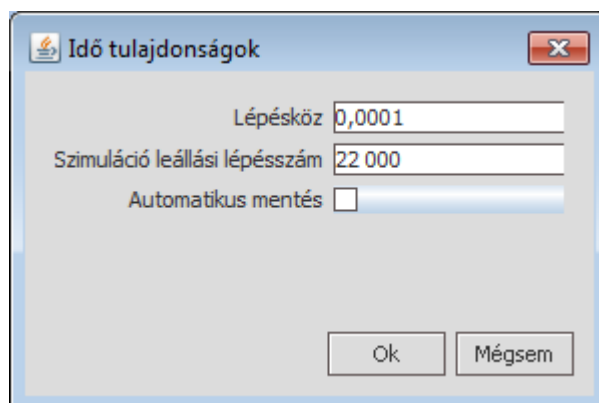 Idő tulajdonságok
Lépésköz 0,0001
Szimuláció leállási lépésszám 22 000
Automatikus mentés
Ok Mégsem